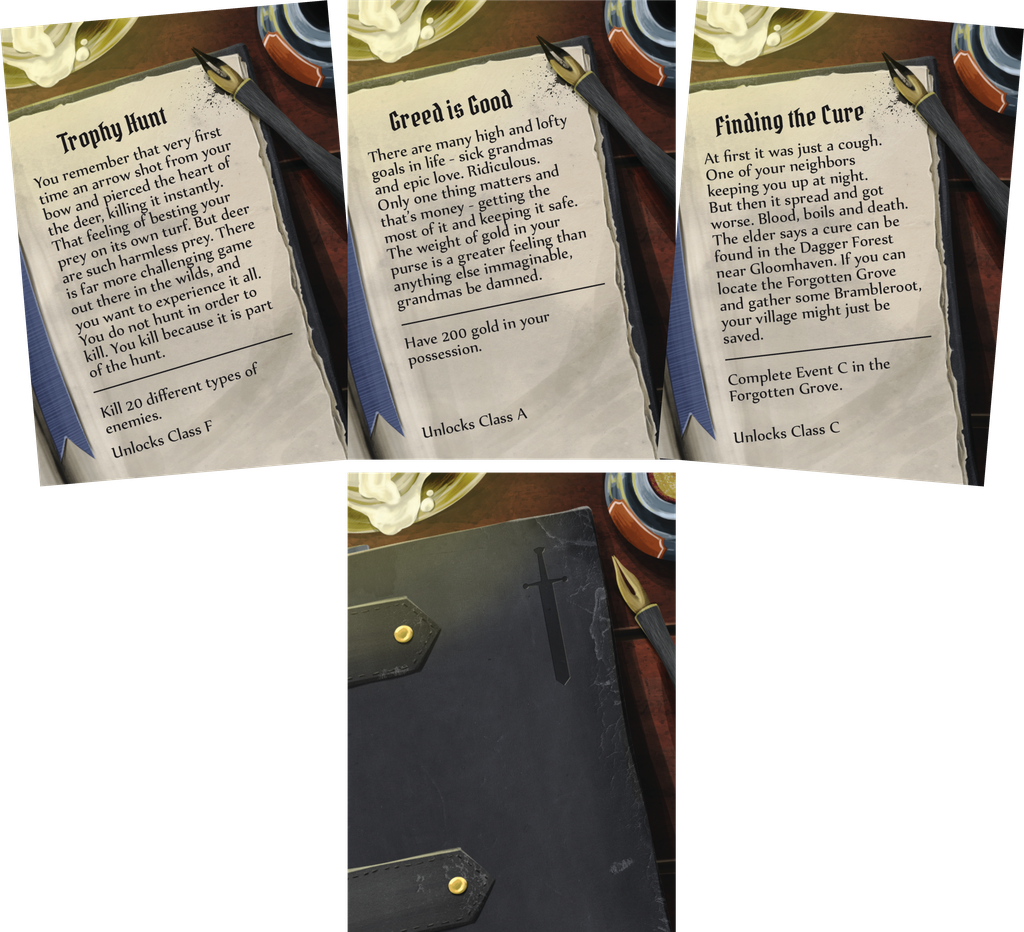 Trophy Hunt
You remember that very first
time an arrow shot from your
bow and pierced the heart of
the deer, killing it instantly.
That feeling of besting your
prey on its own turf. But deer
are such harmless prey. There
is far more challenging game
out there in the wilds, and
you want to experience it all.
You do not hunt in order to
kill. You kill because it is part
of the hunt.
Kill 20 different types of
enemies.
Unlocks Class F
Greed is Good
There are many high and lofty
goals in life - sick grandmas
and epic love. Ridiculous.
Only one thing matters and
that's money - getting the
most of it and keeping it safe.
The weight of gold in your
purse is a greater feeling than
anything else immaginable,
grandmas be damned.
Have 200 gold in your
possession.
Unlocks Class A
Finding the Cure
At first it was just a cough.
One of your neighbors
keeping you up at night.
But then it spread and got
worse. Blood, boils and death.
The elder says a cure can be
found in the Dagger Forest
near Gloomhaven. If you can
locate the Forgotten Grove
and gather some Brambleroot,
your village might just be
saved.
Complete Event C in the
Forgotten Grove.
Unlocks Class C